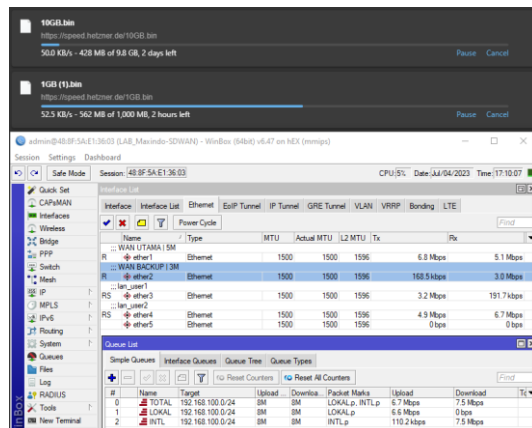 10GB.bin
https://speed.hetzner.de/10GB.bin
50.0 KB/s - 428 MB of 9.8 GB, 2 days left
Pause Cancel
1GB (1).bin
https://speed.hetzner.de/1GB.bin
52.5 KB/s - 562 MB of 1,000 MB, 2 hours left
Pause Cancel
admin@48:8F:5A:E1:36:03 (LAB_Maxindo-SDWAN) - WinBox (64bit) v6.47 on hEX (mmips)
Session Settings Dashboard
Safe Mode Session: 48:8F:5A:E1:36:03 CPU:5% Date:Jul/04/2023 Time:17:10:07
Quick Set
CAPsMAN
Interfaces
Wireless
Bridge
PPP
Switch
Mesh
IP
MPLS
IPv6
Routing
System
Queues
Files
Log
RADIUS
Tools
New Terminal
WinBox
Interface List
Interface Interface List Ethernet EoIP Tunnel IP Tunnel GRE Tunnel VLAN VRRP Bonding LTE
Power Cycle Find
Name / Type MTU Actual MTU L2 MTU Tx Rx
::: WAN UTAMA | 5M
R ether1 Ethernet 1500 1500 1596 6.8 Mbps 5.1 Mbps
::: WAN BACKUP | 3M
R ether2 Ethernet 1500 1500 1596 168.5 kbps 3.0 Mbps
::: lan_user1
RS ether3 Ethernet 1500 1500 1596 3.2 Mbps 191.7 kbps
::: lan_user2
RS ether4 Ethernet 1500 1500 1596 4.9 Mbps 6.7 Mbps
ether5 Ethernet 1500 1500 1596 0 bps 0 bps
Queue List
Simple Queues Interface Queues Queue Tree Queue Types
Reset Counters Reset All Counters Find
# Name Target Upload ... Downloa... Packet Marks Upload Download
0 TOTAL 192.168.100.0/24 8M 8M LOKAL.p, INTL.p 6.7 Mbps 7.5 Mbps
1 LOKAL 192.168.100.0/24 8M 8M LOKAL.p 6.6 Mbps 0 bps
2 INTL 192.168.100.0/24 8M 8M INTL.p 110.2 kbps 7.5 Mbps